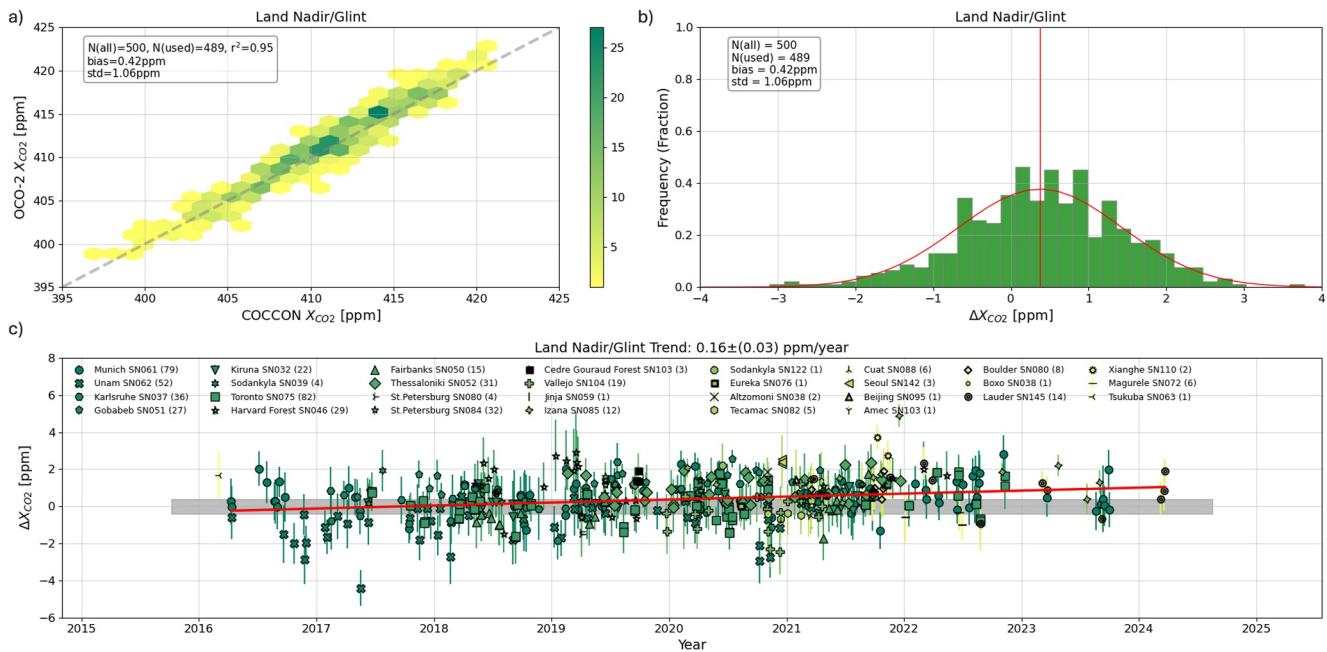 a)
Land Nadir/Glint
N(all)=500, N(used)=489, r²=0.95
bias=0.42ppm
std=1.06ppm
OCO-2 X_CO2 [ppm]
425
420
415
410
405
400
395
395 400 405 410 415 420 425
COCCON X_CO2 [ppm]
25
20
15
10
5
b)
Land Nadir/Glint
N(all) = 500
N(used) = 489
bias = 0.42ppm
std = 1.06ppm
Frequency (Fraction)
1.0
0.8
0.6
0.4
0.2
0.0
−4 −3 −2 −1 0 1 2 3 4
ΔX_CO2 [ppm]
c)
Land Nadir/Glint Trend: 0.16±(0.03) ppm/year
Munich SN061 (79)
Unam SN062 (52)
Karlsruhe SN037 (36)
Gobabeb SN051 (27)
Kiruna SN032 (22)
Sodankyla SN039 (4)
Toronto SN075 (82)
Harvard Forest SN046 (29)
Fairbanks SN050 (15)
Thessaloniki SN052 (31)
St.Petersburg SN080 (4)
St.Petersburg SN084 (32)
Cedre Gouraud Forest SN103 (3)
Vallejo SN104 (19)
Jinja SN059 (1)
Izana SN085 (12)
Sodankyla SN122 (1)
Eureka SN076 (1)
Altzomoni SN038 (2)
Tecamac SN082 (5)
Cuat SN088 (6)
Seoul SN142 (3)
Beijing SN095 (1)
Amec SN103 (1)
Boulder SN080 (8)
Boxo SN038 (1)
Lauder SN145 (14)
Xianghe SN110 (2)
Magurele SN072 (6)
Tsukuba SN063 (1)
ΔX_CO2 [ppm]
8
6
4
2
0
−2
−4
−6
2015 2016 2017 2018 2019 2020 2021 2022 2023 2024 2025
Year